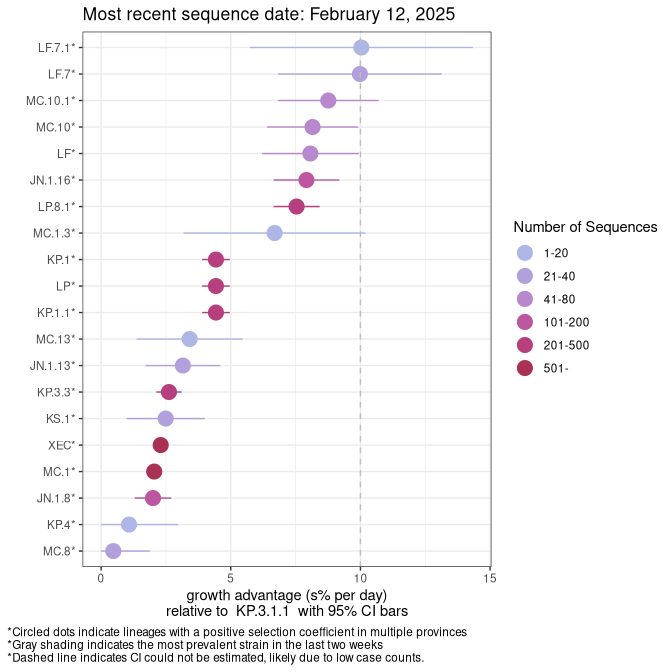 Most recent sequence date: February 12, 2025
LF.7.1*
LF.7*
MC.10.1*
MC.10*
LF*
JN.1.16*
LP.8.1*
MC.1.3*
KP.1*
LP*
KP.1.1*
MC.13*
JN.1.13*
KP.3.3*
KS.1*
XEC*
MC.1*
JN.1.8*
KP.4*
MC.8*
0 5 10 15
growth advantage (s% per day)
relative to KP.3.1.1 with 95% CI bars
Number of Sequences
1-20
21-40
41-80
101-200
201-500
501-
*Circled dots indicate lineages with a positive selection coefficient in multiple provinces
*Gray shading indicates the most prevalent strain in the last two weeks
*Dashed line indicates CI could not be estimated, likely due to low case counts.